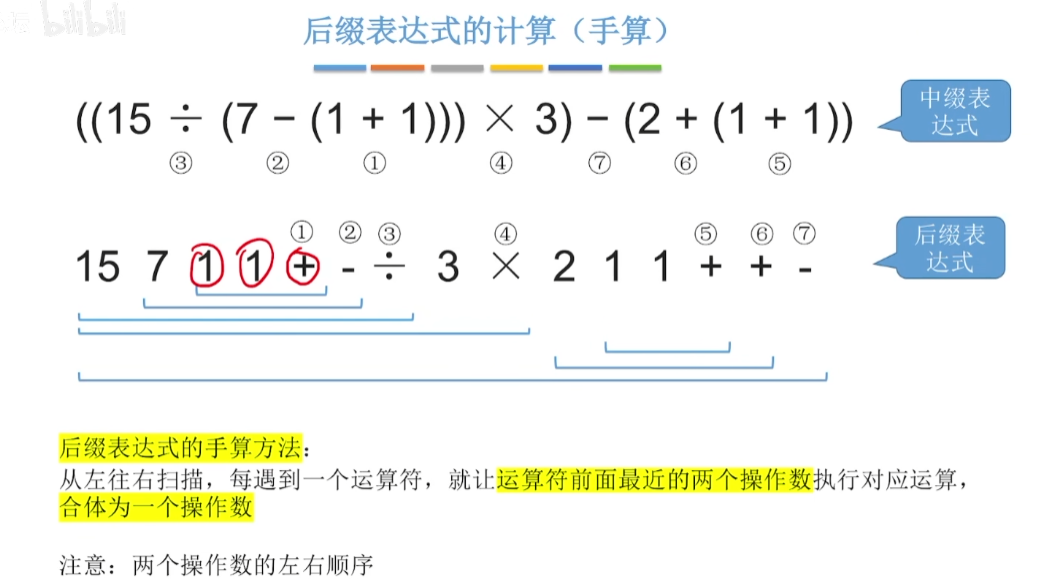 bilibili
后缀表达式的计算（手算）
((15 ÷ (7 − (1 + 1))) × 3) − (2 + (1 + 1))
中缀表
达式
③ ② ① ④ ⑦ ⑥ ⑤
① ② ③ ④ ⑤ ⑥ ⑦
15 7 1 1 + - ÷ 3 × 2 1 1 + + -
后缀表
达式
后缀表达式的手算方法：
从左往右扫描，每遇到一个运算符，就让运算符前面最近的两个操作数执行对应运算，
合体为一个操作数
注意：两个操作数的左右顺序